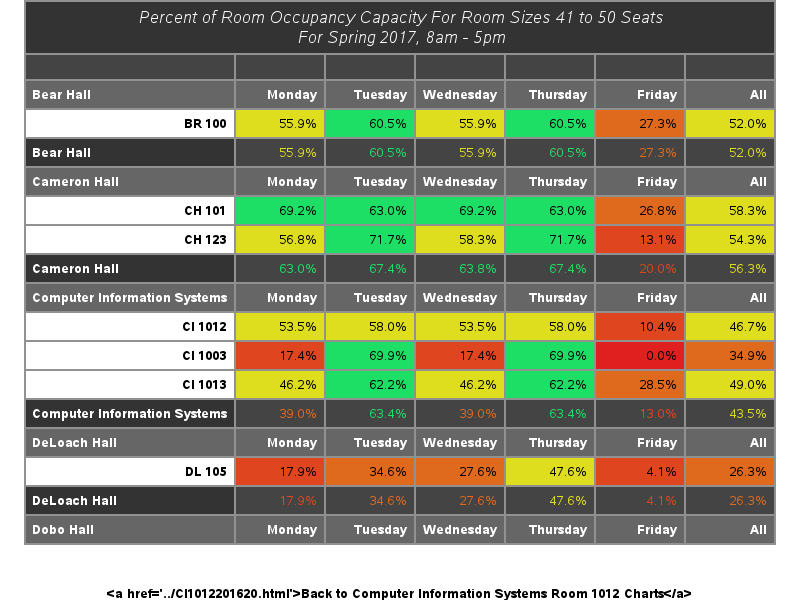 Percent of Room Occupancy Capacity For Room Sizes 41 to 50 Seats
For Spring 2017, 8am - 5pm
Bear Hall Monday Tuesday Wednesday Thursday Friday All
BR 100 55.9% 60.5% 55.9% 60.5% 27.3% 52.0%
Bear Hall 55.9% 60.5% 55.9% 60.5% 27.3% 52.0%
Cameron Hall Monday Tuesday Wednesday Thursday Friday All
CH 101 69.2% 63.0% 69.2% 63.0% 26.8% 58.3%
CH 123 56.8% 71.7% 58.3% 71.7% 13.1% 54.3%
Cameron Hall 63.0% 67.4% 63.8% 67.4% 20.0% 56.3%
Computer Information Systems Monday Tuesday Wednesday Thursday Friday All
CI 1012 53.5% 58.0% 53.5% 58.0% 10.4% 46.7%
CI 1003 17.4% 69.9% 17.4% 69.9% 0.0% 34.9%
CI 1013 46.2% 62.2% 46.2% 62.2% 28.5% 49.0%
Computer Information Systems 39.0% 63.4% 39.0% 63.4% 13.0% 43.5%
DeLoach Hall Monday Tuesday Wednesday Thursday Friday All
DL 105 17.9% 34.6% 27.6% 47.6% 4.1% 26.3%
DeLoach Hall 17.9% 34.6% 27.6% 47.6% 4.1% 26.3%
Dobo Hall Monday Tuesday Wednesday Thursday Friday All
<a href='../CI1012201620.html'>Back to Computer Information Systems Room 1012 Charts</a>